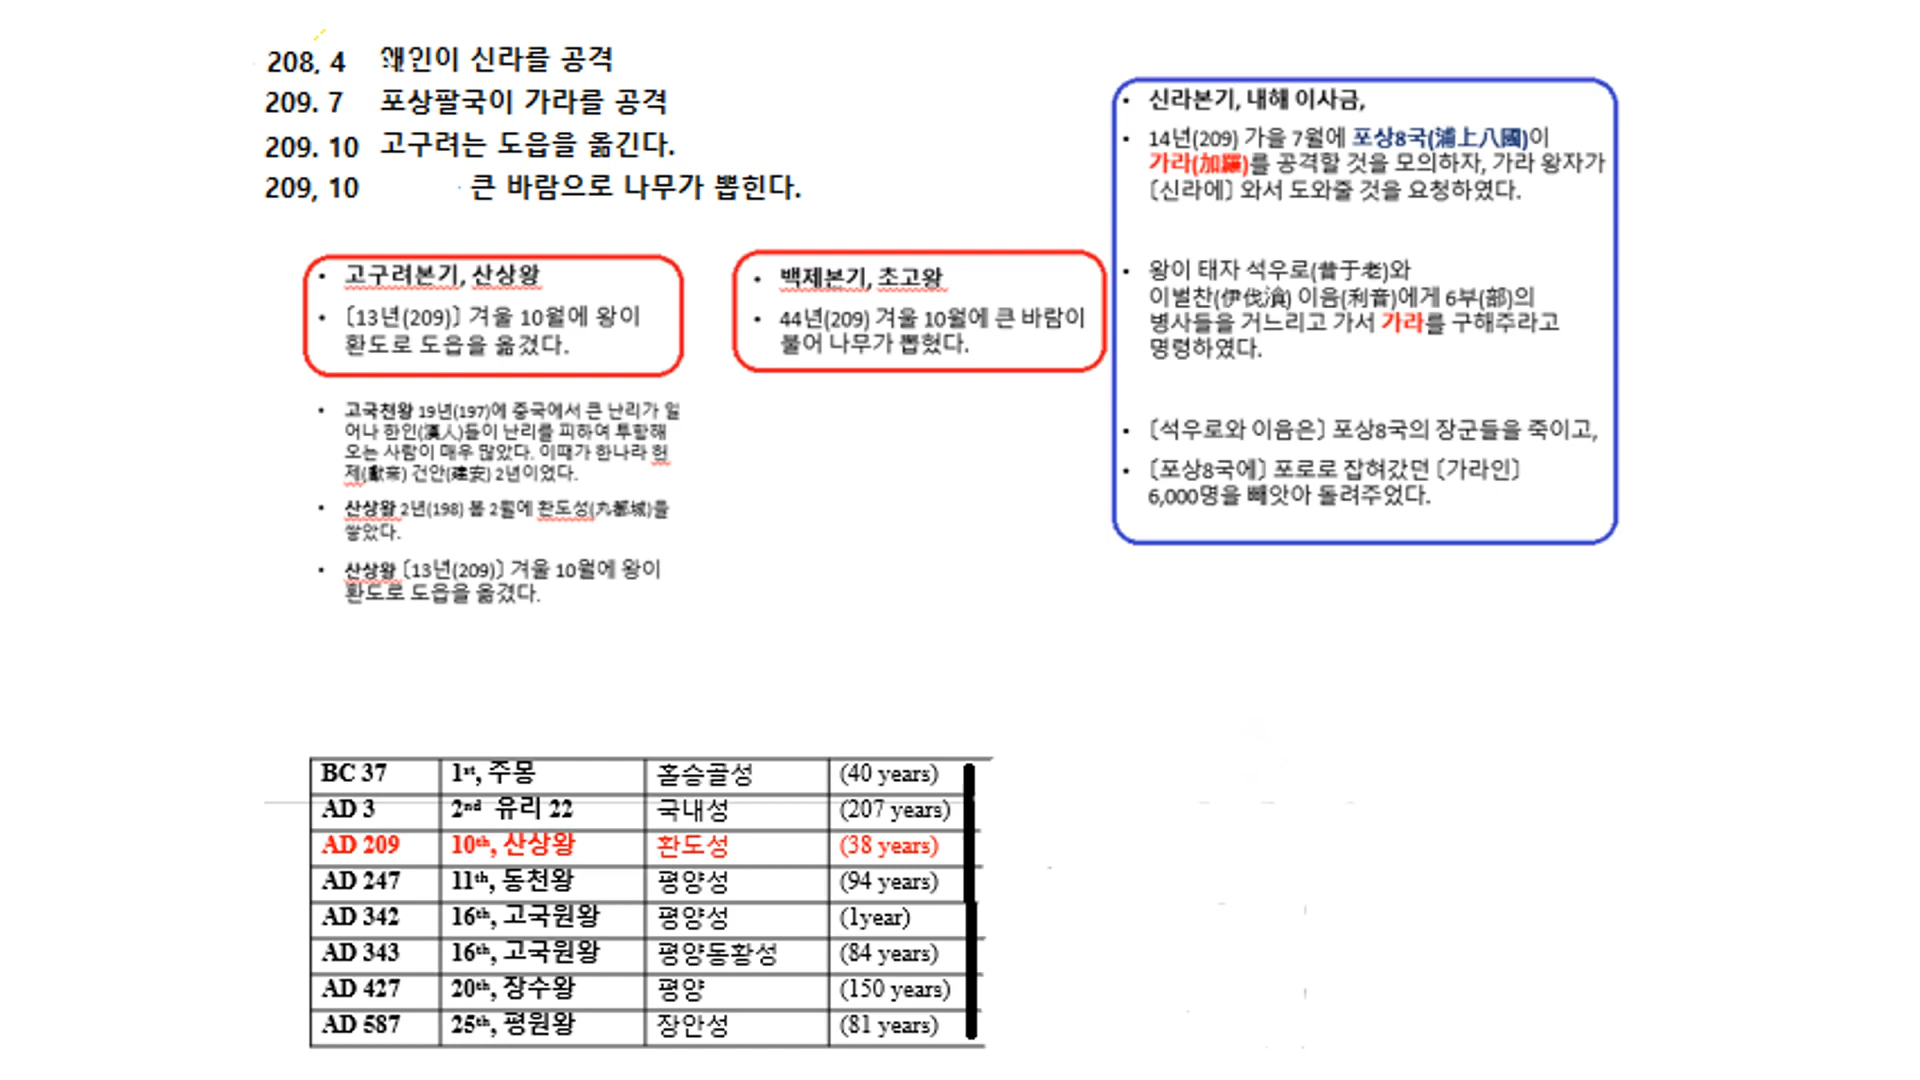 208, 4 왜인이 신라를 공격
209. 7 포상팔국이 가라를 공격
209. 10 고구려는 도읍을 옮긴다.
209, 10 큰 바람으로 나무가 뽑힌다.
• 고구려본기, 산상왕
• 〔13년(209)〕 겨울 10월에 왕이
환도로 도읍을 옮겼다.
• 고국천왕 19년(197)에 중국에서 큰 난리가 일
어나 한인(漢人)들이 난리를 피하여 투항해
오는 사람이 매우 많았다. 이때가 한나라 헌
제(獻帝) 건안(建安) 2년이었다.
• 산상왕 2년(198) 봄 2월에 환도성(丸都城)을
쌓았다.
• 산상왕 〔13년(209)〕 겨울 10월에 왕이
환도로 도읍을 옮겼다.
• 백제본기, 초고왕
• 44년(209) 겨울 10월에 큰 바람이
불어 나무가 뽑혔다.
• 신라본기, 내해 이사금,
• 14년(209) 가을 7월에 포상8국(浦上八國)이
가라(加羅)를 공격할 것을 모의하자, 가라 왕자가
〔신라에〕 와서 도와줄 것을 요청하였다.
• 왕이 태자 석우로(昔于老)와
이벌찬(伊伐湌) 이음(利音)에게 6부(部)의
병사들을 거느리고 가서 가라를 구해주라고
명령하였다.
• 〔석우로와 이음은〕 포상8국의 장군들을 죽이고,
• 〔포상8국에〕 포로로 잡혀갔던 〔가라인〕
6,000명을 빼앗아 돌려주었다.
BC 37 1st, 주몽 홀승골성 (40 years)
AD 3 2nd 유리 22 국내성 (207 years)
AD 209 10th, 산상왕 환도성 (38 years)
AD 247 11th, 동천왕 평양성 (94 years)
AD 342 16th, 고국원왕 평양성 (1year)
AD 343 16th, 고국원왕 평양동황성 (84 years)
AD 427 20th, 장수왕 평양 (150 years)
AD 587 25th, 평원왕 장안성 (81 years)